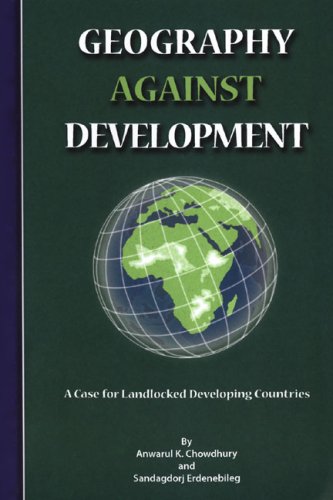 GEOGRAPHY
AGAINST
DEVELOPMENT
A Case for Landlocked Developing Countries
By
Anwarul K. Chowdhury
and
Sandagdorj Erdenebileg